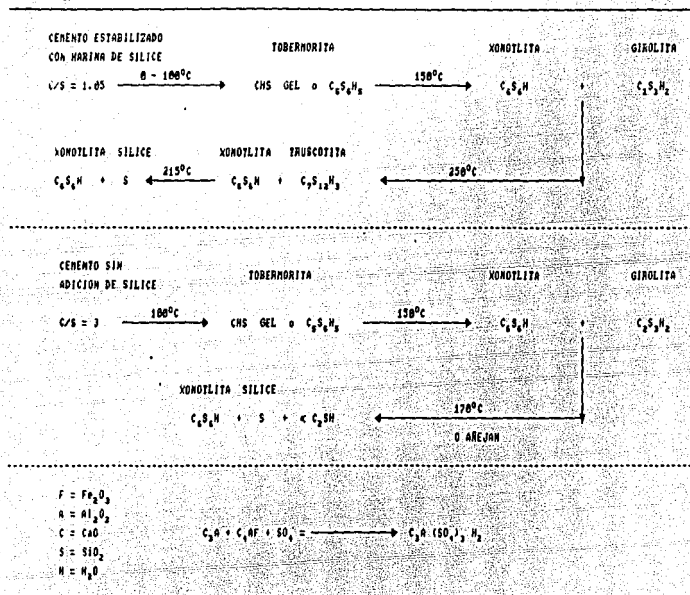 CEMENTO ESTABILIZADO
CON HARINA DE SILICE
TOBERMORITA XONOTLITA GIROLITA
C/S = 1.05 0 - 100°C CHS GEL o C₅S₆H₅ 150°C C₆S₆H + C₂S₃H₂
XONOTLITA SILICE XONOTLITA TRUSCOTITA
C₆S₆H + S 215°C C₆S₆H + C₇S₁₂H₃ 250°C
CEMENTO SIN
ADICION DE SILICE
TOBERMORITA XONOTLITA GIROLITA
C/S = 3 100°C CHS GEL o C₅S₆H₅ 150°C C₆S₆H + C₂S₃H₂
XONOTLITA SILICE
C₆S₆H + S + < C₂SH 170°C
O AÑEJAN
F = Fe₂O₃
A = Al₂O₂
C = CaO
S = SiO₂
H = H₂O
C₃A + C₄AF + SO₄ = C₃A (SO₄)₃ H₂